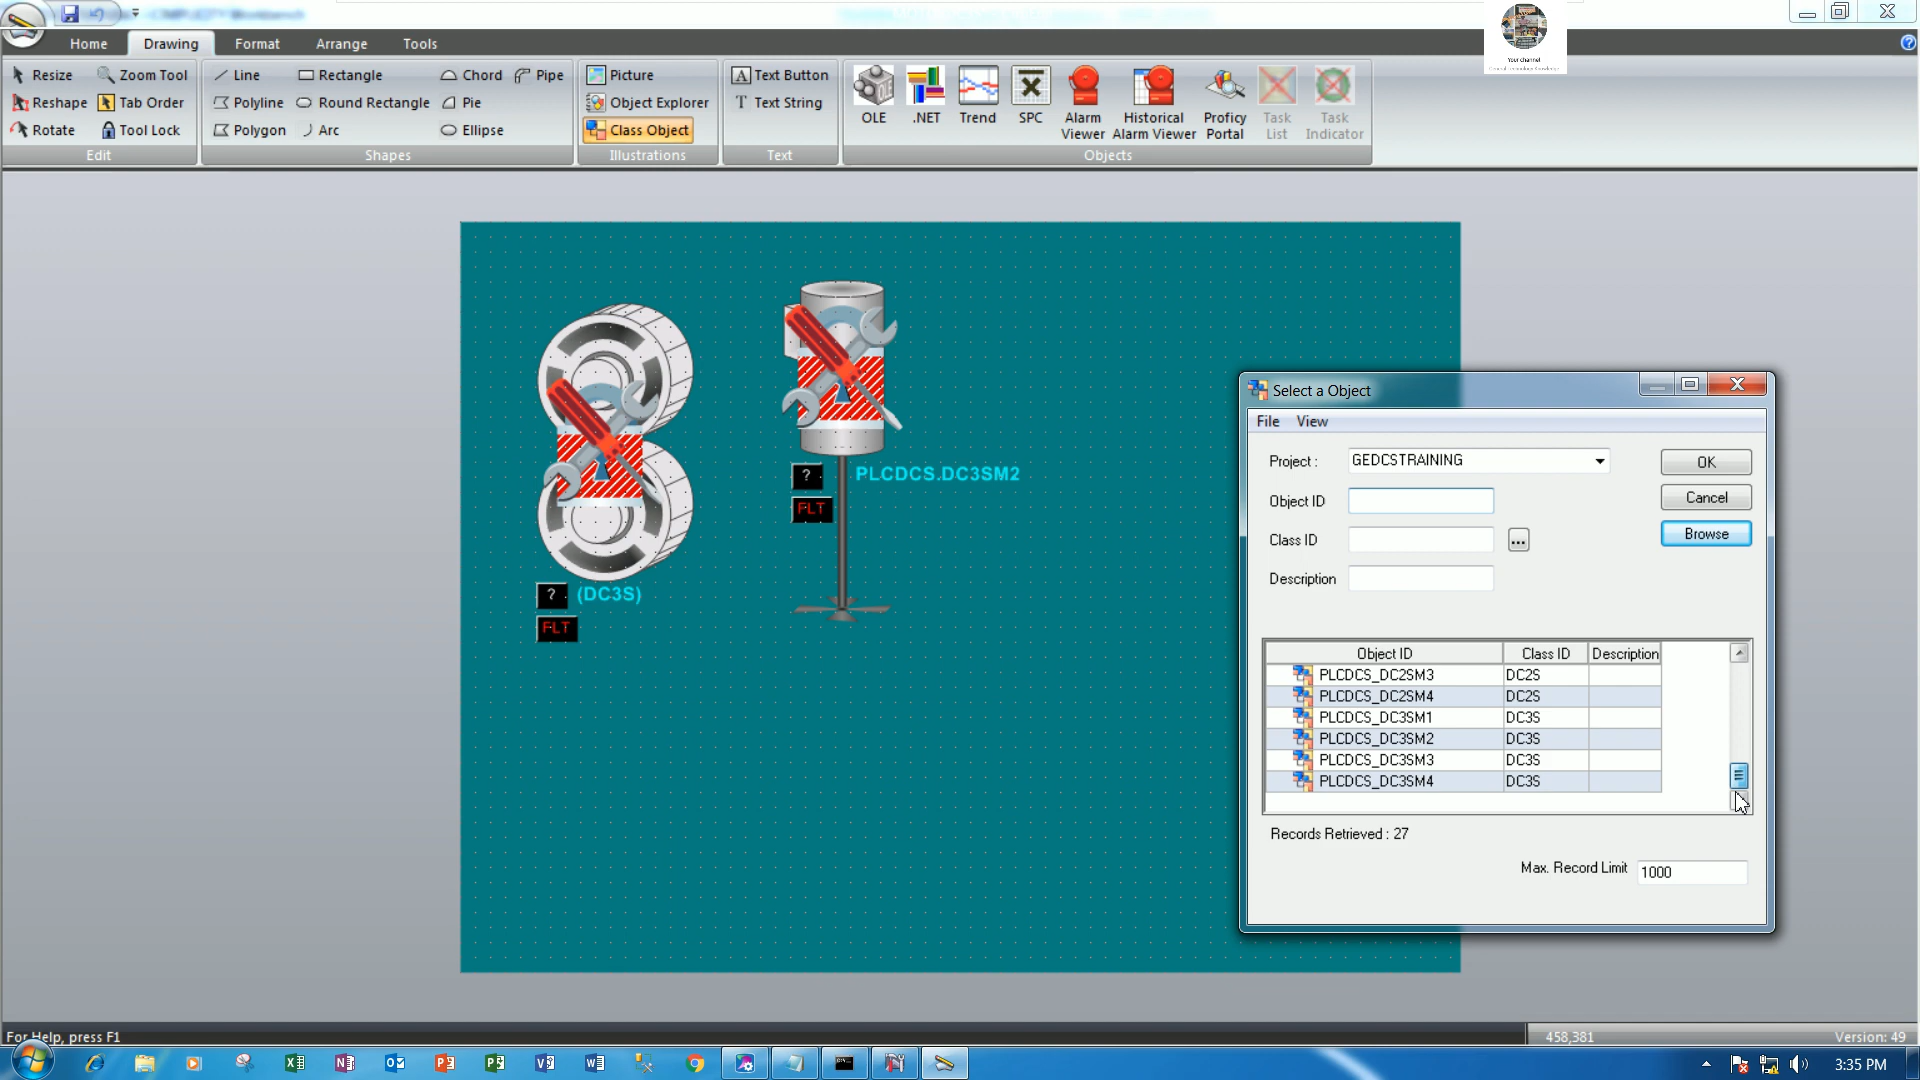 Home Drawing Format Arrange Tools
Your channel
Resize Zoom Tool Line Rectangle Chord Pipe Picture Text Button
Reshape Tab Order Polyline Round Rectangle Pie Object Explorer Text String
Rotate Tool Lock Polygon Arc Ellipse Class Object
OLE .NET Trend SPC Alarm Viewer Historical Alarm Viewer Proficy Portal Task List Task Indicator
Edit Shapes Illustrations Text Objects
PLCDCS.DC3SM2
?
FLT
? (DC3S)
FLT
Select a Object
File View
Project : GEDCSTRAINING OK
Object ID Cancel
Class ID ... Browse
Description
Object ID Class ID Description
PLCDCS_DC2SM3 DC2S
PLCDCS_DC2SM4 DC2S
PLCDCS_DC3SM1 DC3S
PLCDCS_DC3SM2 DC3S
PLCDCS_DC3SM3 DC3S
PLCDCS_DC3SM4 DC3S
Records Retrieved : 27
Max. Record Limit 1000
For Help, press F1 458,381 Version: 49
3:35 PM